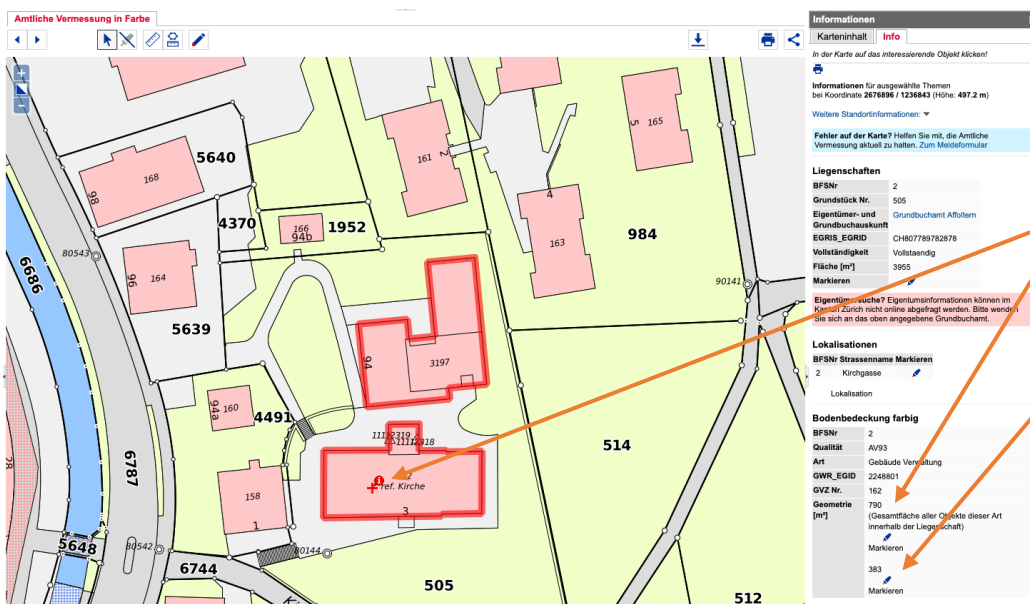 Amtliche Vermessung in Farbe
5640
168
98
161
2
165
5
4370
166
94b
1952
4
163
984
80543
6686
164
96
5639
90141
94
3197
94a
160
4491
514
ref. Kirche
3
6787
158
1
28
5648
80542
80144
6744
505
512
Informationen
Karteninhalt Info
In der Karte auf das interessierende Objekt klicken!
Informationen für ausgewählte Themen
bei Koordinate 2676896 / 1236843 (Höhe: 497.2 m)
Weitere Standortinformationen:
Fehler auf der Karte? Helfen Sie mit, die Amtliche
Vermessung aktuell zu halten. Zum Meldeformular
Liegenschaften
BFSNr 2
Grundstück Nr. 505
Eigentümer- und Grundbuchamt Affoltern
Grundbuchauskunft
EGRIS_EGRID CH807789782878
Vollständigkeit Vollstaendig
Fläche [m²] 3955
Markieren
Eigentümersuche? Eigentumsinformationen können im
Kanton Zürich nicht online abgefragt werden. Bitte wenden
Sie sich an das oben angegebene Grundbuchamt.
Lokalisationen
BFSNr Strassenname Markieren
2 Kirchgasse
Lokalisation
Bodenbedeckung farbig
BFSNr 2
Qualität AV93
Art Gebäude Verwaltung
GWR_EGID 2248801
GVZ Nr. 162
Geometrie 790
[m²] (Gesamtfläche aller Objekte dieser Art
innerhalb der Liegenschaft)
Markieren
383
Markieren